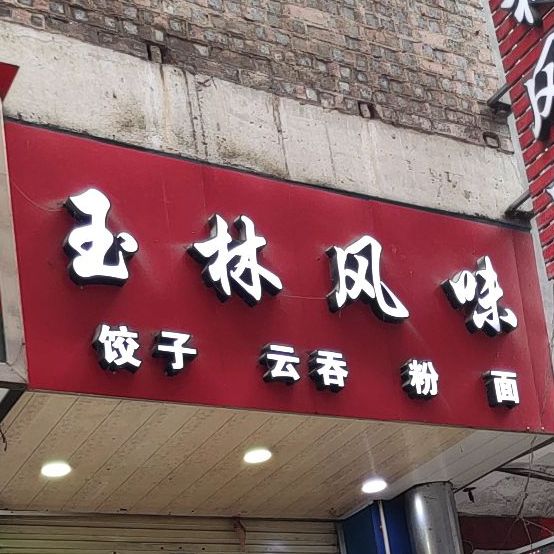 玉林风味
饺子 云吞 粉 面